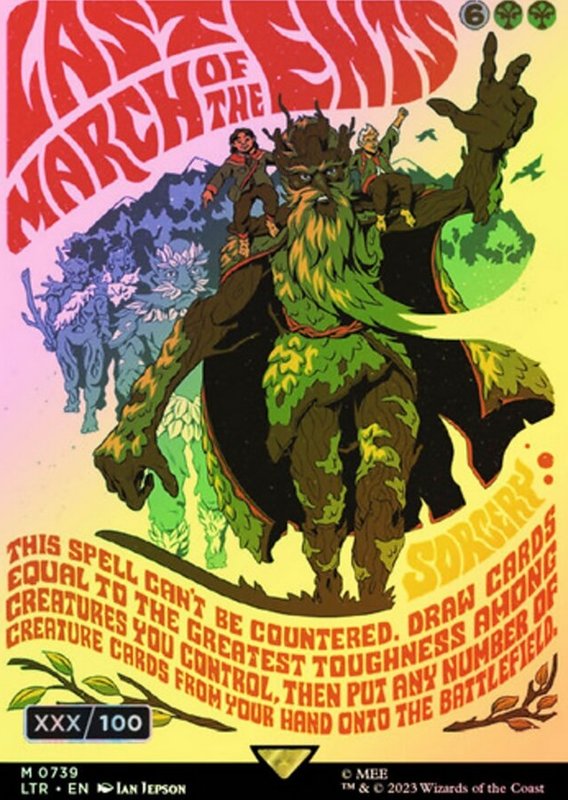 LAST
MARCH OF THE ENTS
6
SORCERY
THIS SPELL CAN'T BE COUNTERED. DRAW CARDS
EQUAL TO THE GREATEST TOUGHNESS AMONG
CREATURES YOU CONTROL, THEN PUT ANY NUMBER OF
CREATURE CARDS FROM YOUR HAND ONTO THE BATTLEFIELD.
XXX/100
M 0739
LTR • EN IAN JEPSON
© MEE
™ & © 2023 Wizards of the Coast